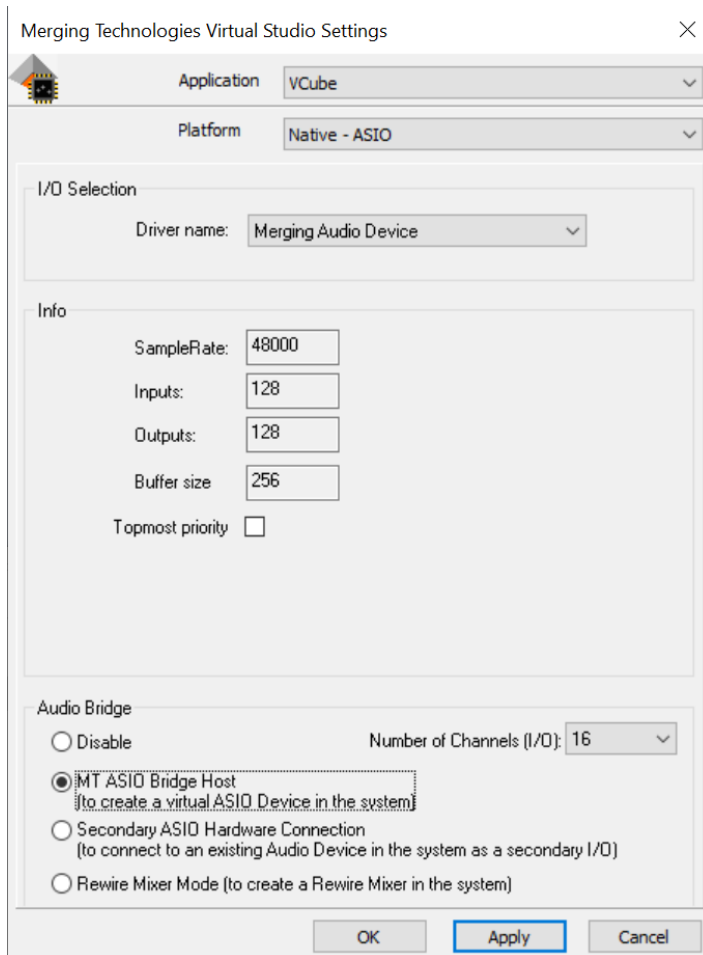 Merging Technologies Virtual Studio Settings
Application VCube
Platform Native - ASIO
I/O Selection
Driver name: Merging Audio Device
Info
SampleRate: 48000
Inputs: 128
Outputs: 128
Buffer size 256
Topmost priority
Audio Bridge
Disable Number of Channels (I/O): 16
MT ASIO Bridge Host
(to create a virtual ASIO Device in the system)
Secondary ASIO Hardware Connection
(to connect to an existing Audio Device in the system as a secondary I/O)
Rewire Mixer Mode (to create a Rewire Mixer in the system)
OK Apply Cancel